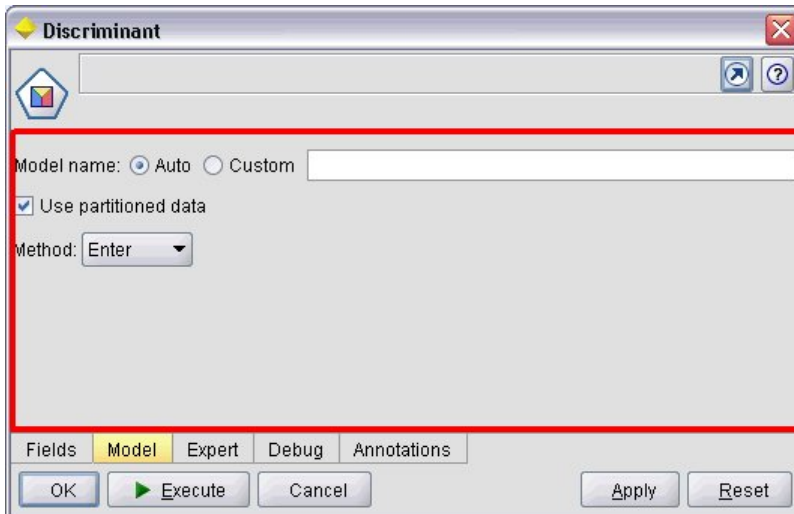 Discriminant
?
Model name: Auto Custom
Use partitioned data
Method: Enter
Fields Model Expert Debug Annotations
OK Execute Cancel Apply Reset